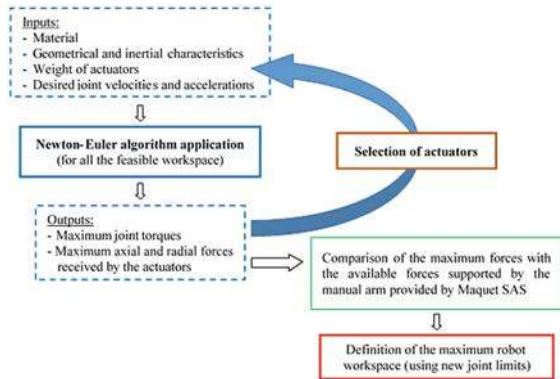 Inputs:
- Material
- Geometrical and inertial characteristics
- Weight of actuators
- Desired joint velocities and accelerations
Newton-Euler algorithm application
(for all the feasible workspace)
Selection of actuators
Outputs:
- Maximum joint torques
- Maximum axial and radial forces
received by the actuators
Comparison of the maximum forces with
the available forces supported by the
manual arm provided by Maquet SAS
Definition of the maximum robot
workspace (using new joint limits)